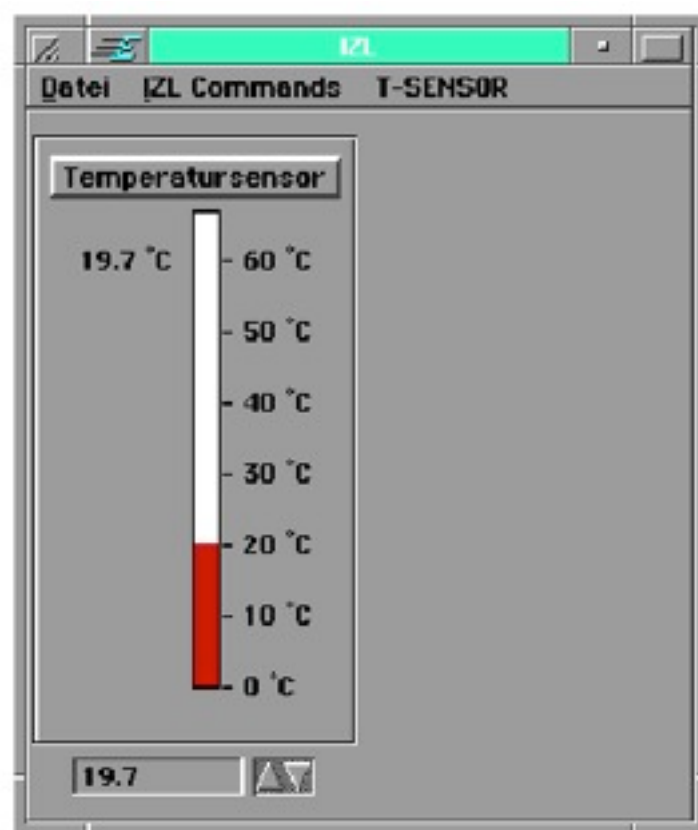 IZL
Datei IZL Commands T-SENSOR
Temperatursensor
19.7 °C
60 °C
50 °C
40 °C
30 °C
20 °C
10 °C
0 °C
19.7